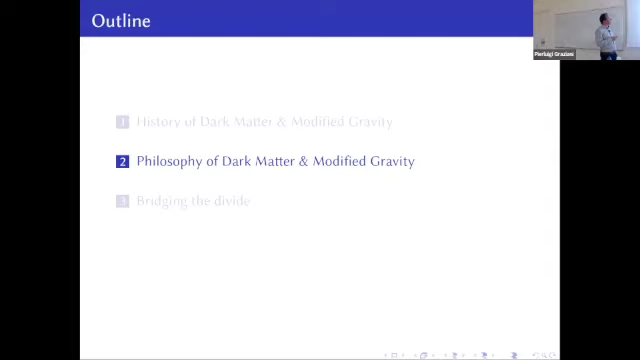 Outline
1 History of Dark Matter & Modified Gravity
2 Philosophy of Dark Matter & Modified Gravity
3 Bridging the divide
Pierluigi Graziani